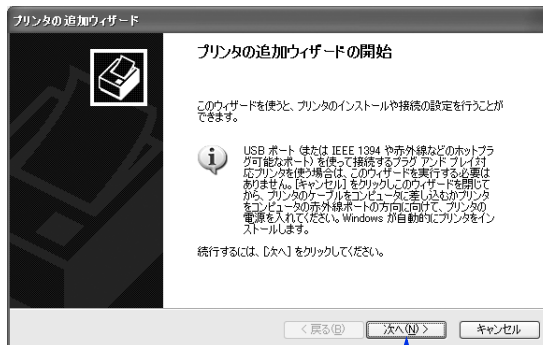 プリンタの追加ウィザード
プリンタの追加ウィザードの開始
このウィザードを使うと、プリンタのインストールや接続の設定を行うことが
できます。
USB ポート (または IEEE 1394 や赤外線などのホットプラ
グ可能なポート) を使って接続するプラグ アンド プレイ対
応プリンタを使う場合は、このウィザードを実行する必要は
ありません。[キャンセル] をクリックしこのウィザードを閉じて
から、プリンタのケーブルをコンピュータに差し込むかプリンタ
をコンピュータの赤外線ポートの方向に向けて、プリンタの
電源を入れてください。Windows が自動的にプリンタをイン
ストールします。
続行するには、[次へ] をクリックしてください。
< 戻る(B)
次へ(N) >
キャンセル